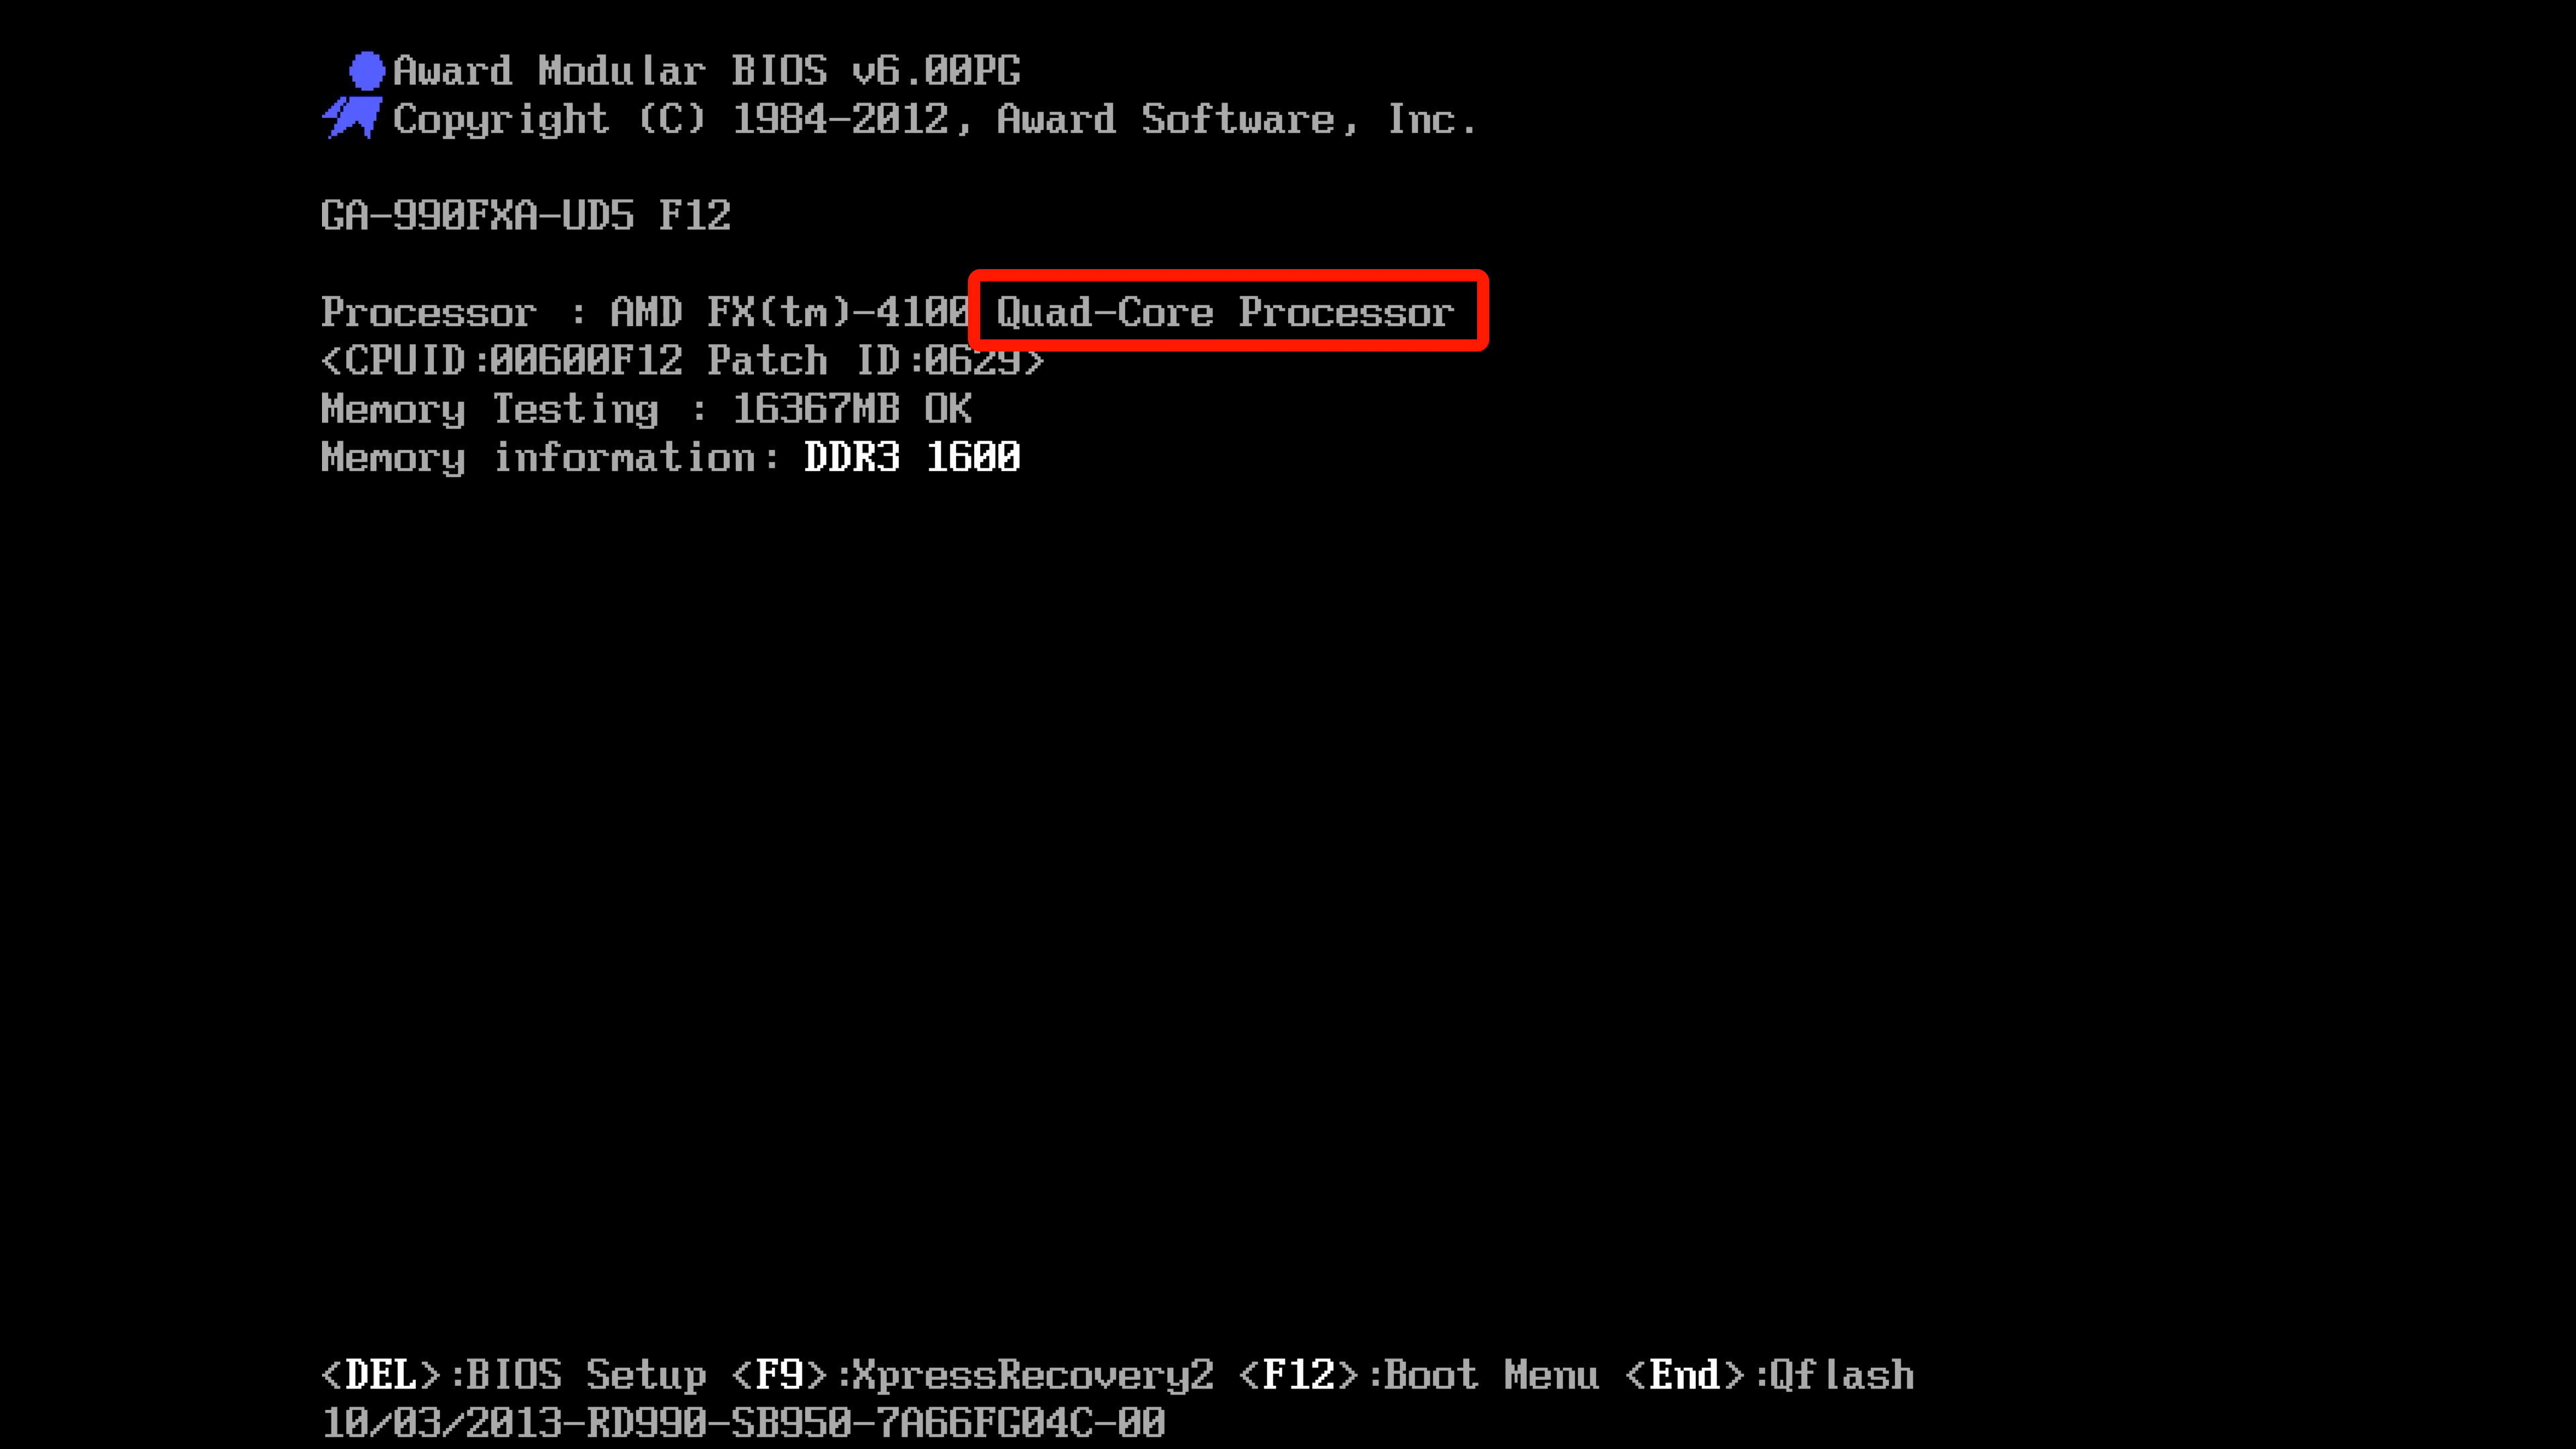 Award Modular BIOS v6.00PG
Copyright (C) 1984-2012, Award Software, Inc.
GA-990FXA-UD5 F12
Processor : AMD FX(tm)-4100 Quad-Core Processor
<CPUID:00600F12 Patch ID:0629>
Memory Testing : 16367MB OK
Memory information: DDR3 1600
<DEL>:BIOS Setup <F9>:XpressRecovery2 <F12>:Boot Menu <End>:Qflash
10/03/2013-RD990-SB950-7A66FG04C-00